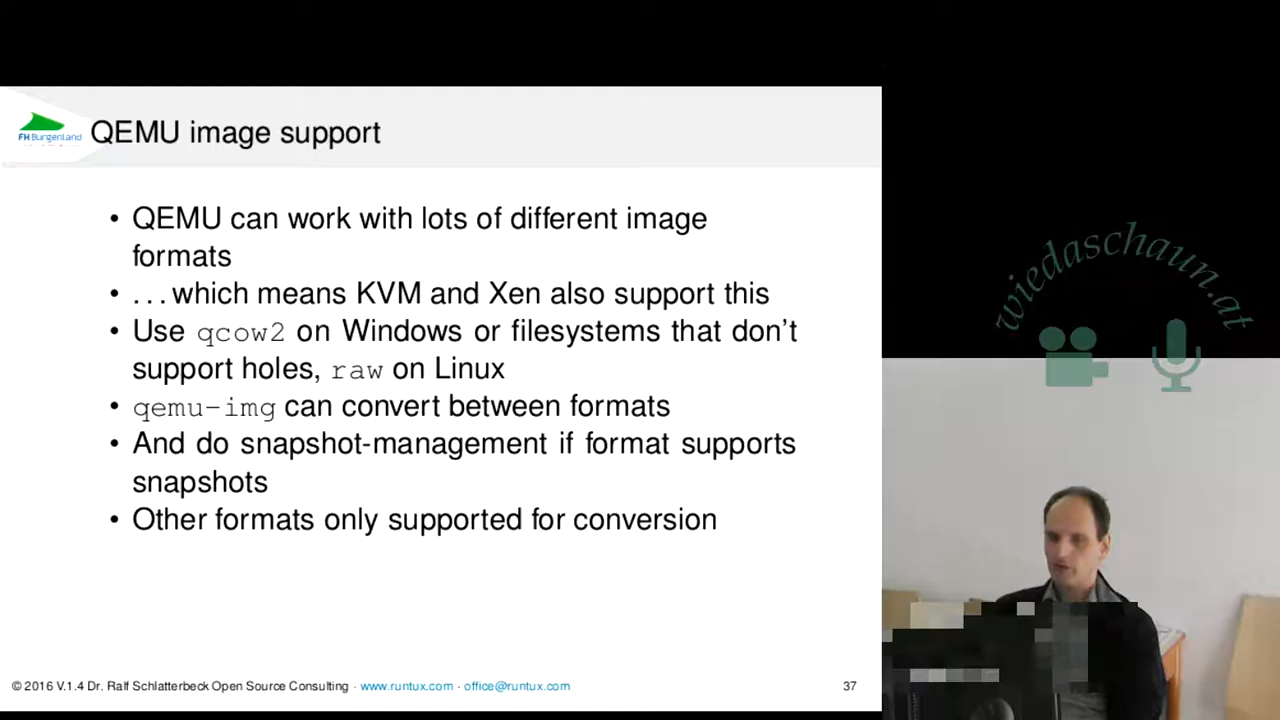 FH Burgenland
QEMU image support
• QEMU can work with lots of different image
formats
• ...which means KVM and Xen also support this
• Use qcow2 on Windows or filesystems that don't
support holes, raw on Linux
• qemu-img can convert between formats
• And do snapshot-management if format supports
snapshots
• Other formats only supported for conversion
© 2016 V.1.4 Dr. Ralf Schlatterbeck Open Source Consulting · www.runtux.com · office@runtux.com
37
wiedaschaun.at